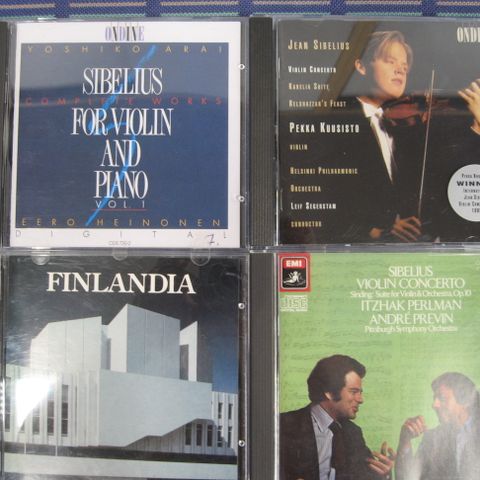 ONDINE
YOSHIKO ARAI
SIBELIUS
COMPLETE WORKS
FOR VIOLIN
AND
PIANO
VOL. 1
EERO HEINONEN
DIGITAL
7.
ONDINE
JEAN SIBELIUS
VIOLIN CONCERTO
KARELIA SUITE
BELSHAZZAR'S FEAST
PEKKA KUUSISTO
VIOLIN
HELSINKI PHILHARMONIC
ORCHESTRA
LEIF SEGERSTAM
CONDUCTOR
WINN
FINLANDIA
EMI
SIBELIUS
VIOLIN CONCERTO
Sinding: Suite for Violin & Orchestra, Op.10
ITZHAK PERLMAN
ANDRÉ PREVIN
Pittsburgh Symphony Orchestra